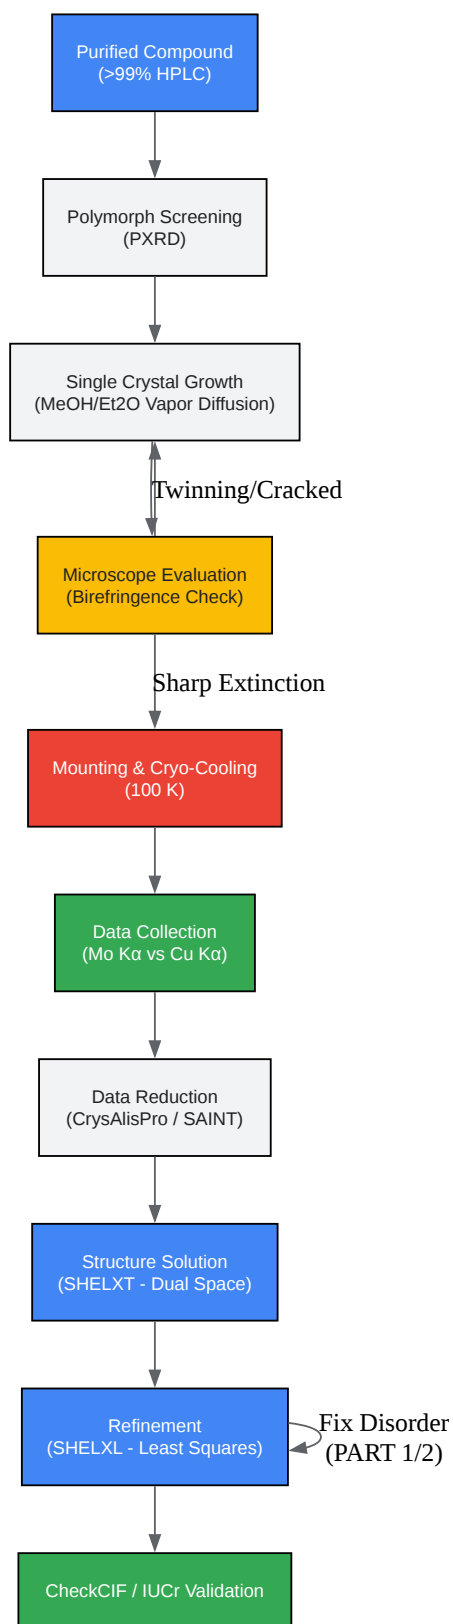 Purified Compound
(>99% HPLC)
Polymorph Screening
(PXRD)
Single Crystal Growth
(MeOH/Et2O Vapor Diffusion)
Twinning/Cracked
Microscope Evaluation
(Birefringence Check)
Sharp Extinction
Mounting & Cryo-Cooling
(100 K)
Data Collection
(Mo Kα vs Cu Kα)
Data Reduction
(CrysAlisPro / SAINT)
Structure Solution
(SHELXT - Dual Space)
Refinement
(SHELXL - Least Squares)
Fix Disorder
(PART 1/2)
CheckCIF / IUCr Validation